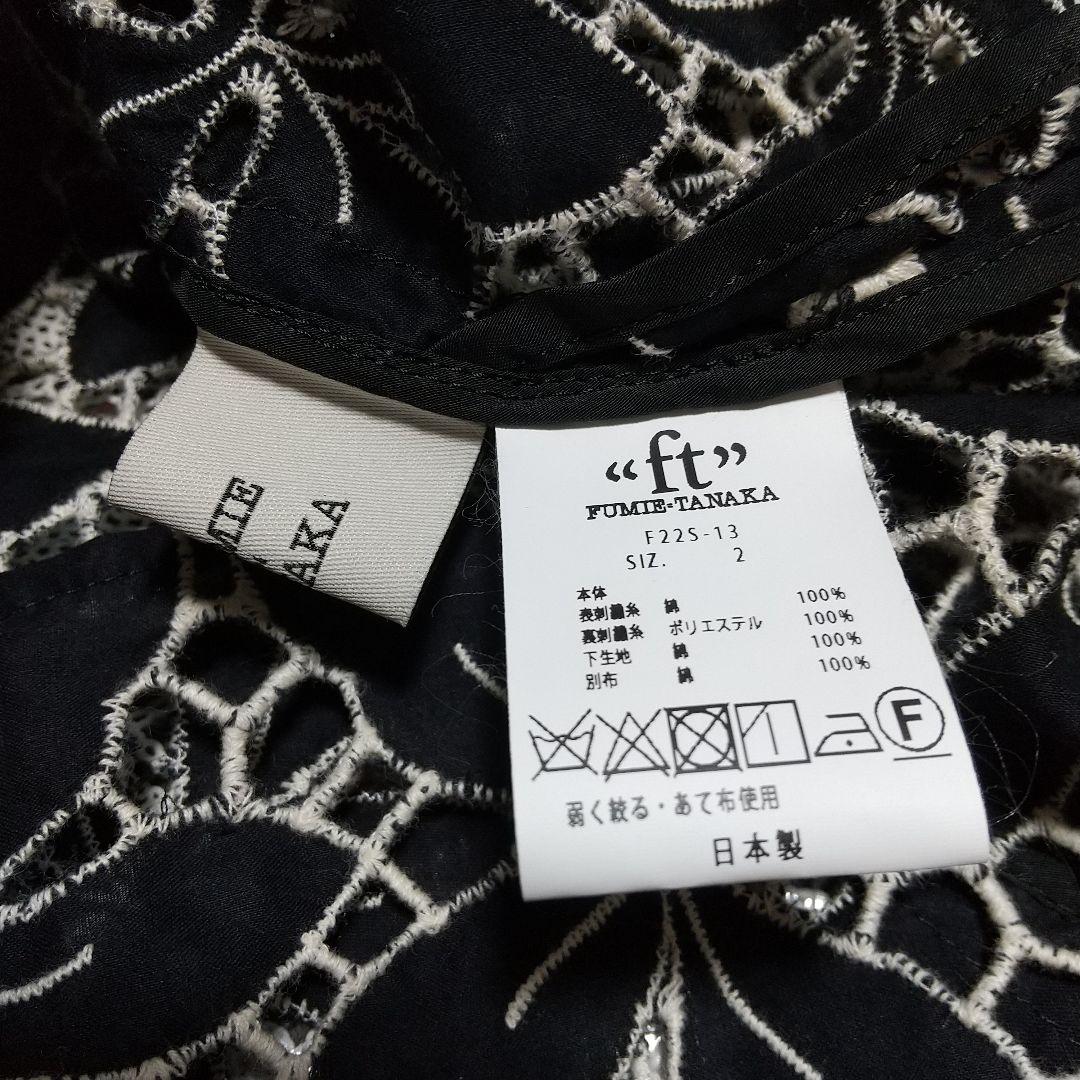 MIE
AKA
“ft”
FUMIE=TANAKA
F22S-13
SIZ. 2
本体
表刺繍糸 綿 100%
裏刺繍糸 ポリエステル 100%
下生地 綿 100%
別布 綿 100%
F
弱く絞る・あて布使用
日本製